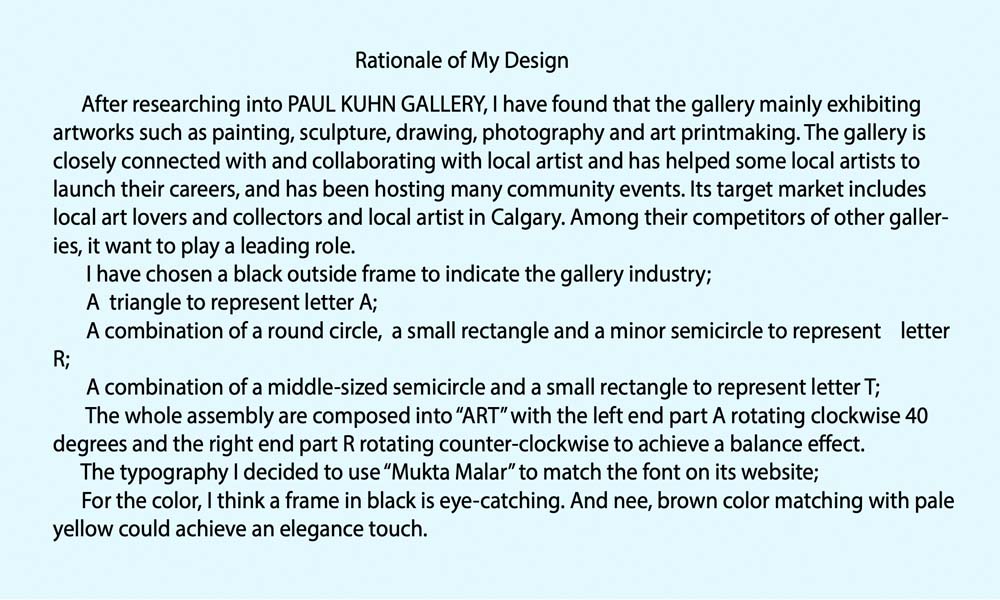 Rationale of My Design
After researching into PAUL KUHN GALLERY, I have found that the gallery mainly exhibiting
artworks such as painting, sculpture, drawing, photography and art printmaking. The gallery is
closely connected with and collaborating with local artist and has helped some local artists to
launch their careers, and has been hosting many community events. Its target market includes
local art lovers and collectors and local artist in Calgary. Among their competitors of other galler-
ies, it want to play a leading role.
I have chosen a black outside frame to indicate the gallery industry;
A  triangle to represent letter A;
A combination of a round circle,  a small rectangle and a minor semicircle to represent    letter
R;
A combination of a middle-sized semicircle and a small rectangle to represent letter T;
The whole assembly are composed into “ART” with the left end part A rotating clockwise 40
degrees and the right end part R rotating counter-clockwise to achieve a balance effect.
The typography I decided to use “Mukta Malar” to match the font on its website;
For the color, I think a frame in black is eye-catching. And nee, brown color matching with pale
yellow could achieve an elegance touch.